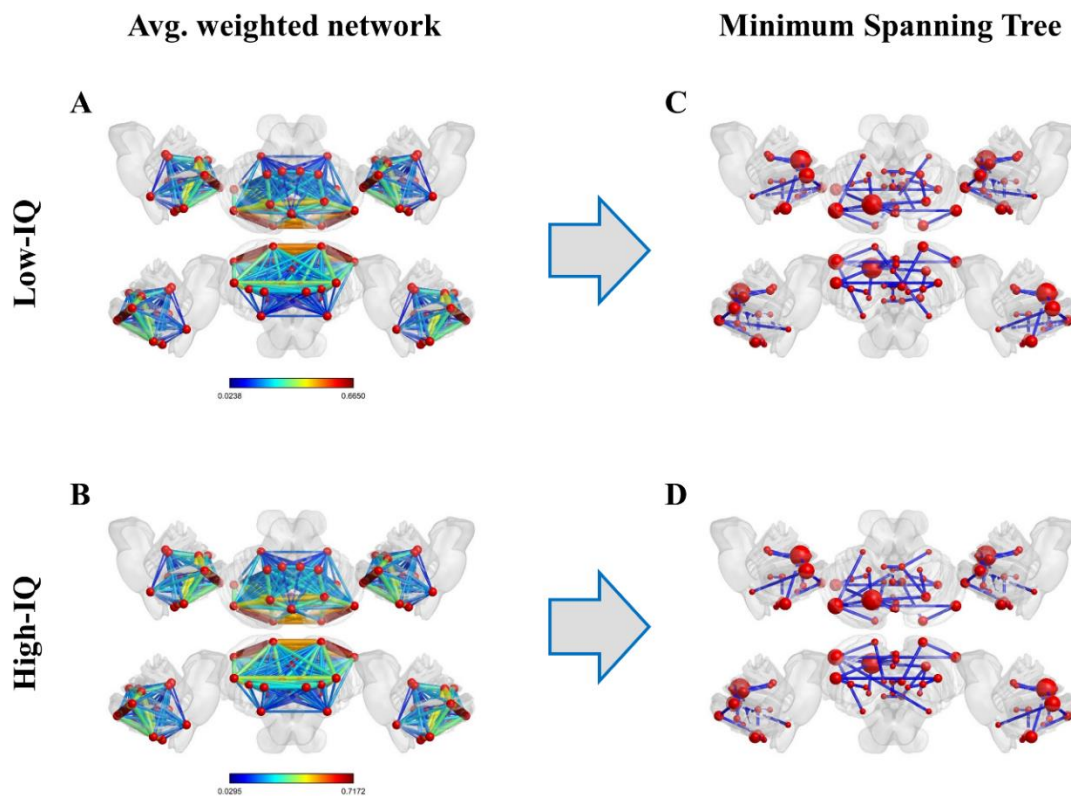 Avg. weighted network
Minimum Spanning Tree
A
C
Low-IQ
0.0238 0.6650
B
D
High-IQ
0.0295 0.7172